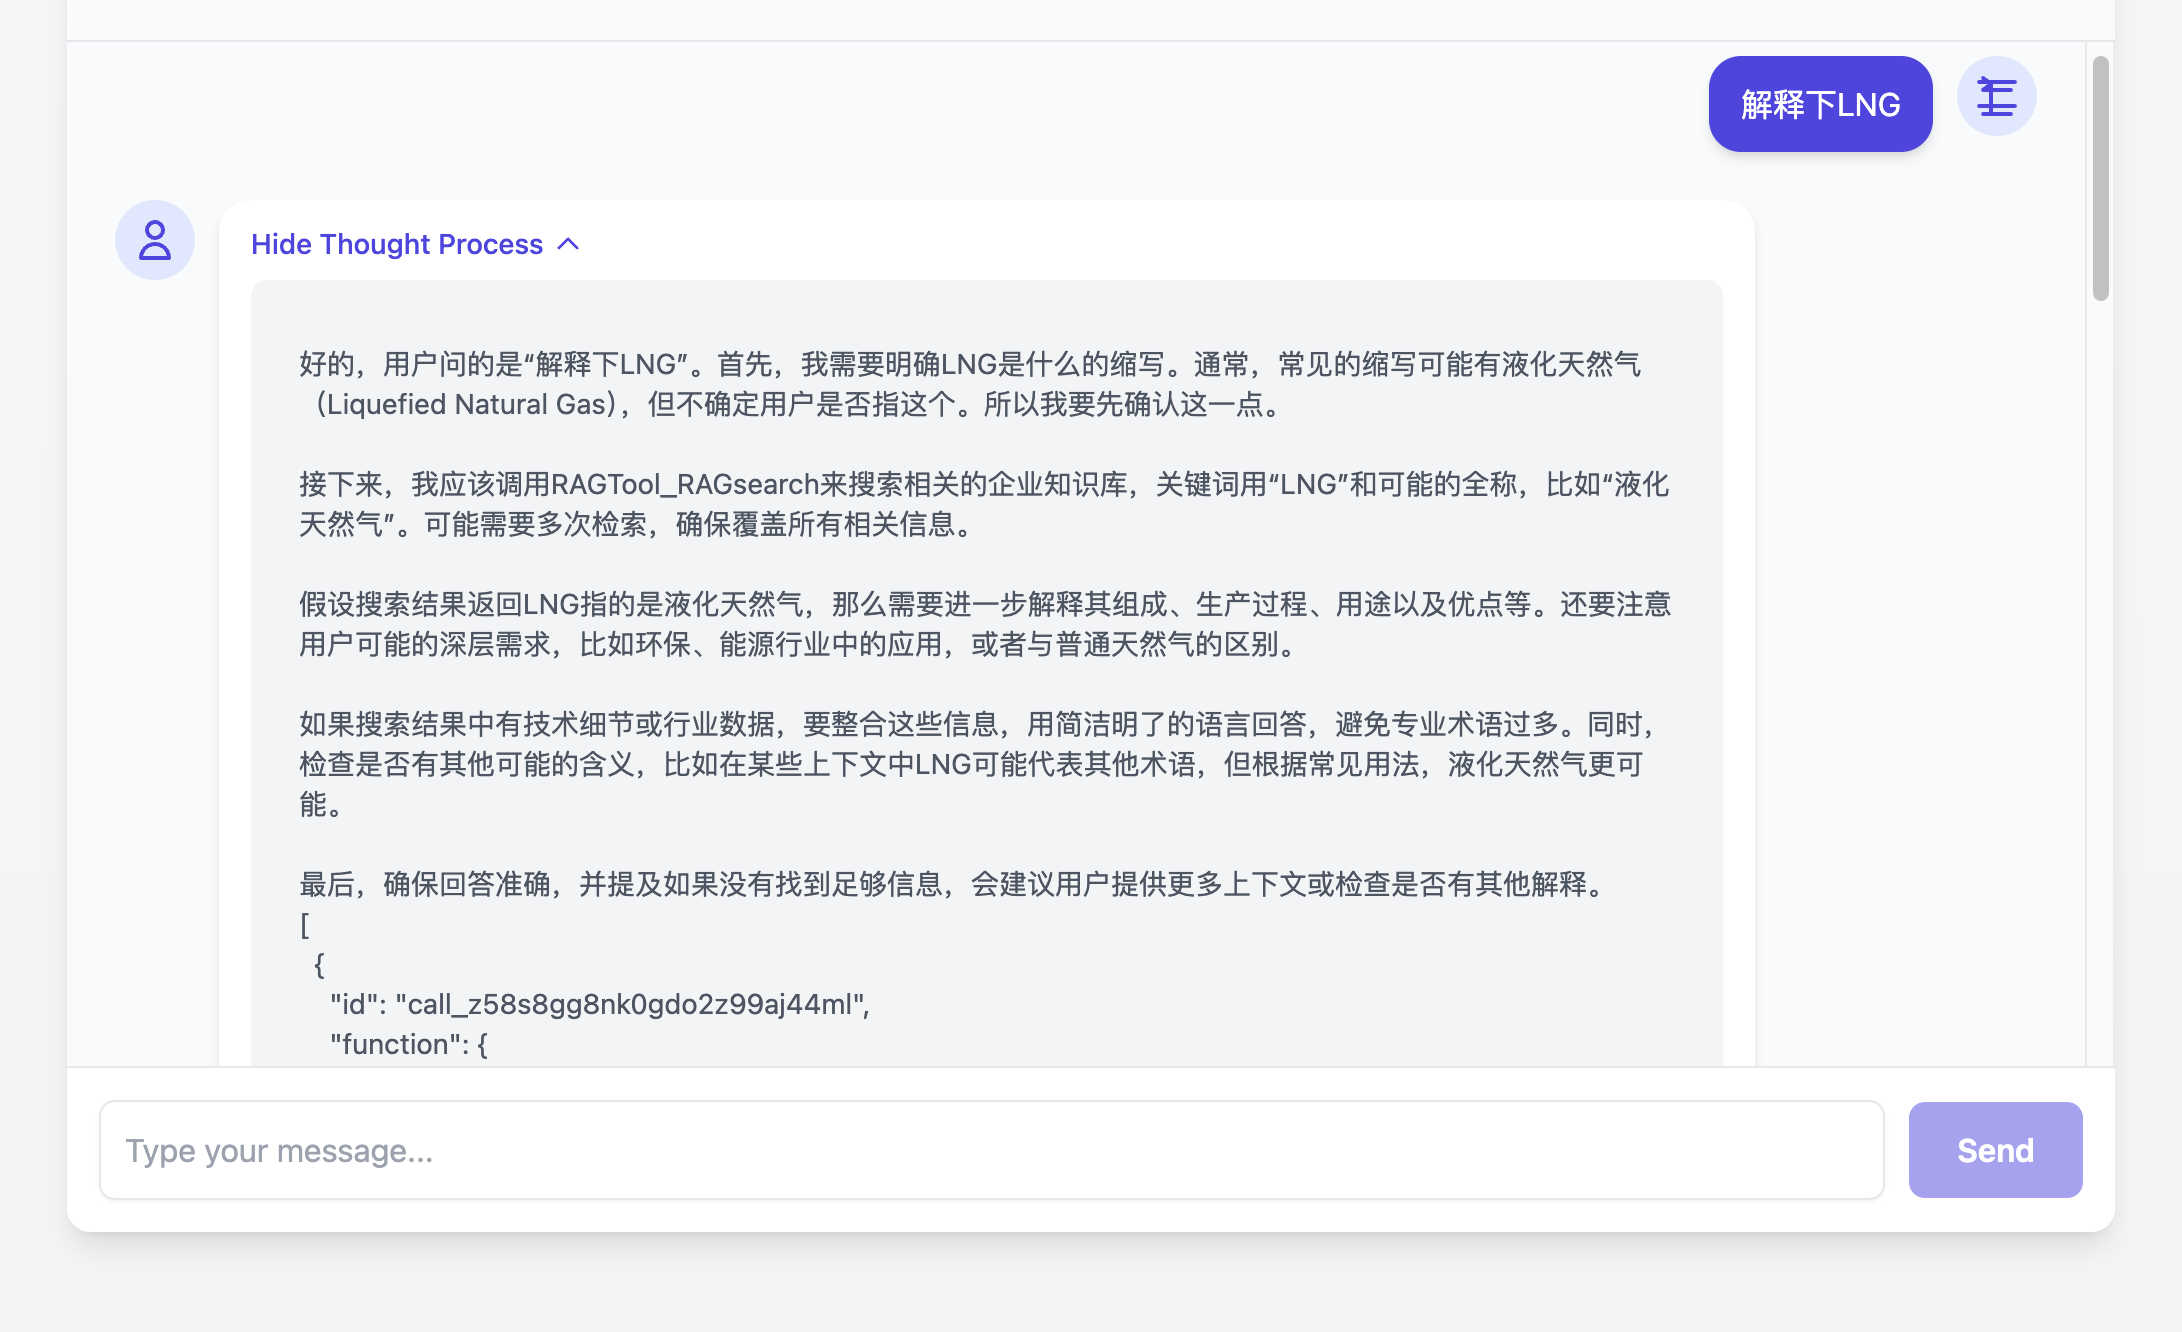 解释下LNG
Hide Thought Process
好的，用户问的是“解释下LNG”。首先，我需要明确LNG是什么的缩写。通常，常见的缩写可能有液化天然气
（Liquefied Natural Gas），但不确定用户是否指这个。所以我要先确认这一点。
接下来，我应该调用RAGTool_RAGsearch来搜索相关的企业知识库，关键词用“LNG”和可能的全称，比如“液化
天然气”。可能需要多次检索，确保覆盖所有相关信息。
假设搜索结果返回LNG指的是液化天然气，那么需要进一步解释其组成、生产过程、用途以及优点等。还要注意
用户可能的深层需求，比如环保、能源行业中的应用，或者与普通天然气的区别。
如果搜索结果中有技术细节或行业数据，要整合这些信息，用简洁明了的语言回答，避免专业术语过多。同时，
检查是否有其他可能的含义，比如在某些上下文中LNG可能代表其他术语，但根据常见用法，液化天然气更可
能。
最后，确保回答准确，并提及如果没有找到足够信息，会建议用户提供更多上下文或检查是否有其他解释。
[
{
"id": "call_z58s8gg8nk0gdo2z99aj44ml",
"function": {
Type your message...
Send